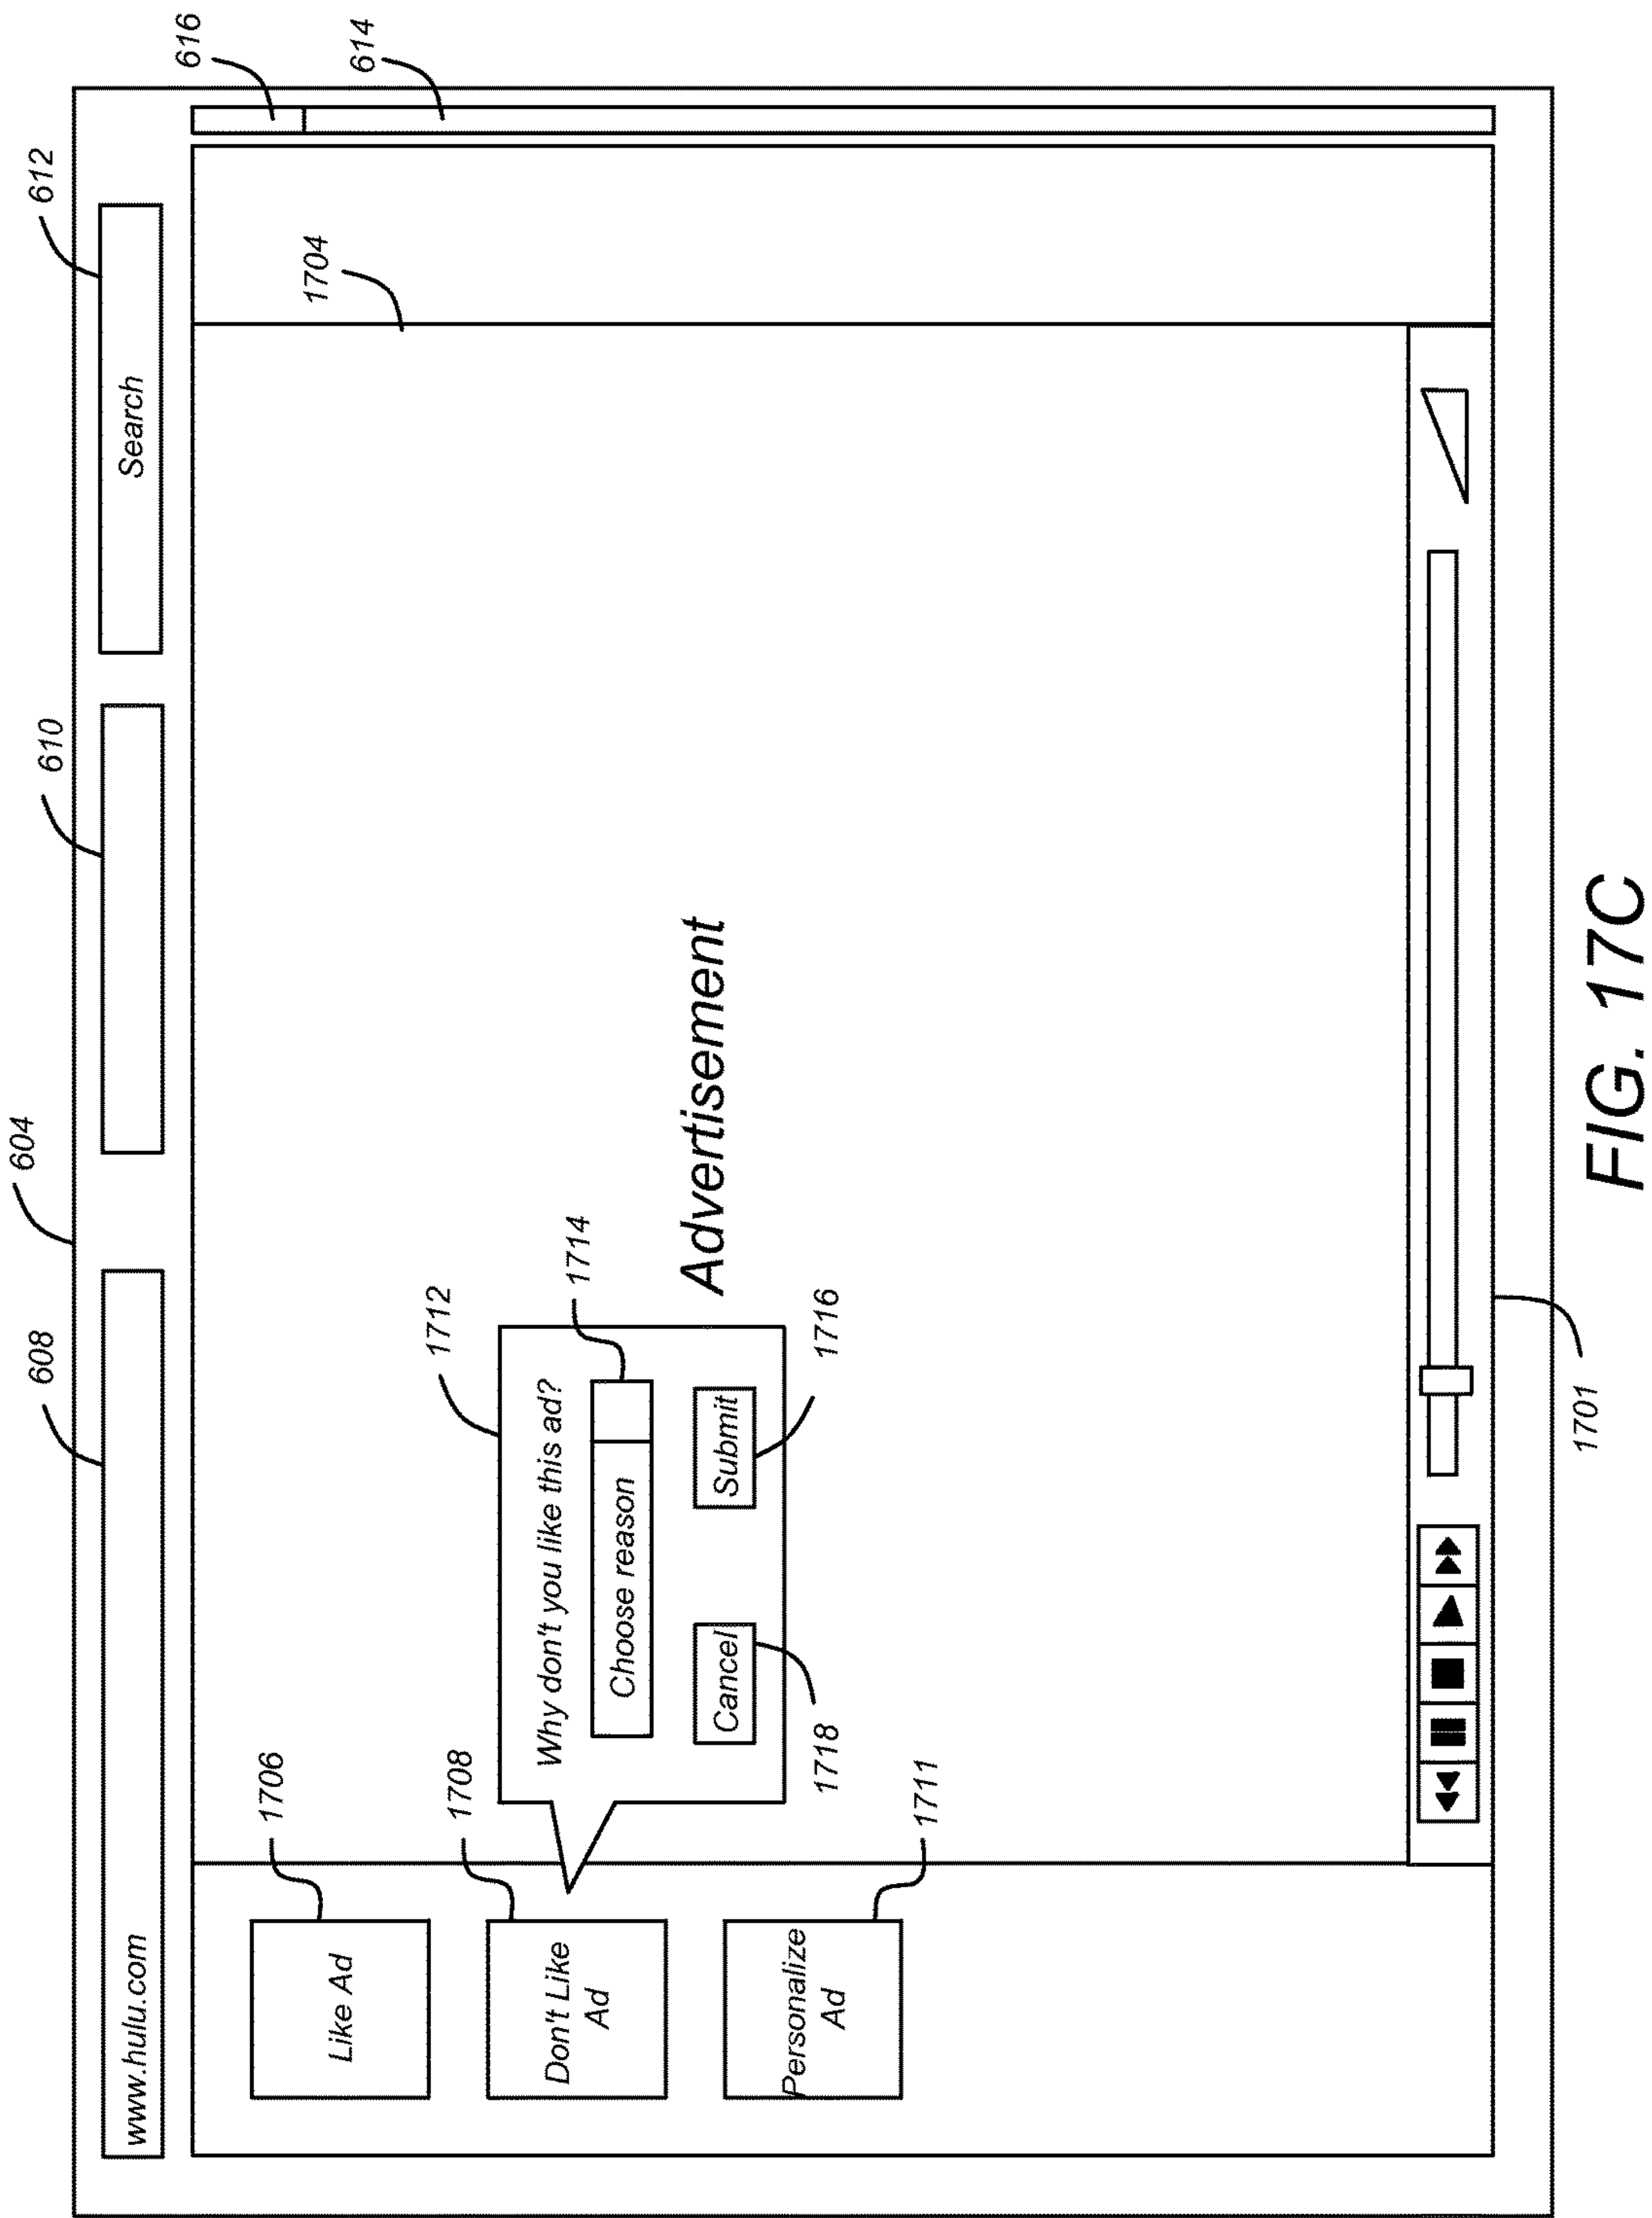 604
608
610
612
www.hulu.com
Search
616
614
1704
1706
Like Ad
1708
Don't Like
Ad
1711
Personalize
Ad
1712
Why don't you like this ad?
1714
Choose reason
Cancel
Submit
1718
1716
Advertisement
1701
FIG. 17C